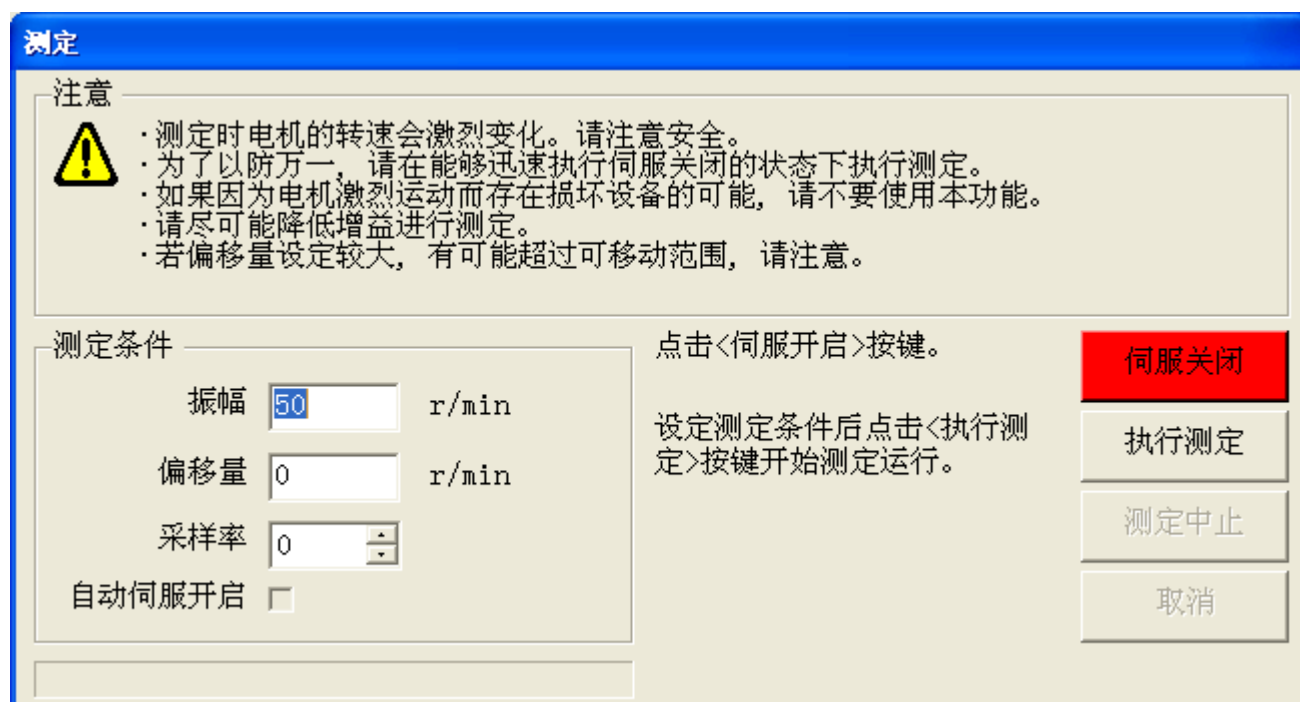 测定
注意
·测定时电机的转速会激烈变化。请注意安全。
·为了以防万一，请在能够迅速执行伺服关闭的状态下执行测定。
·如果因为电机激烈运动而存在损坏设备的可能，请不要使用本功能。
·请尽可能降低增益进行测定。
·若偏移量设定较大，有可能超过可移动范围，请注意。
测定条件
振幅 50 r/min
偏移量 0 r/min
采样率 0
自动伺服开启
点击<伺服开启>按键。
设定测定条件后点击<执行测
定>按键开始测定运行。
伺服关闭
执行测定
测定中止
取消